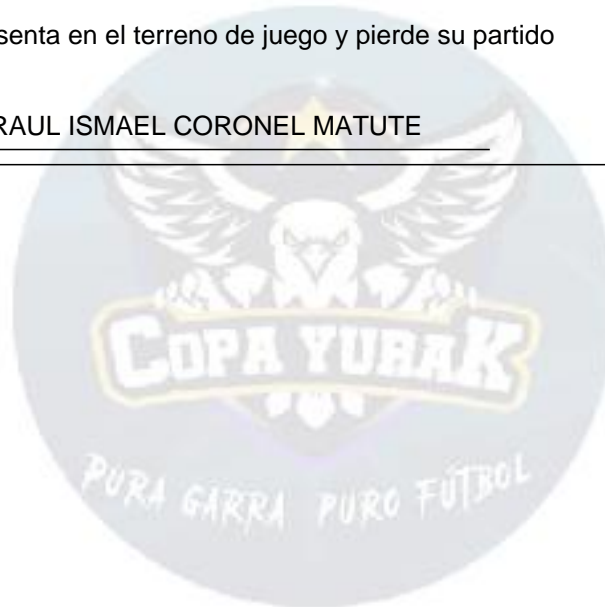 senta en el terreno de juego y pierde su partido
RAUL ISMAEL CORONEL MATUTE
COPA YURAK
PURA GARRA PURO FÚTBOL